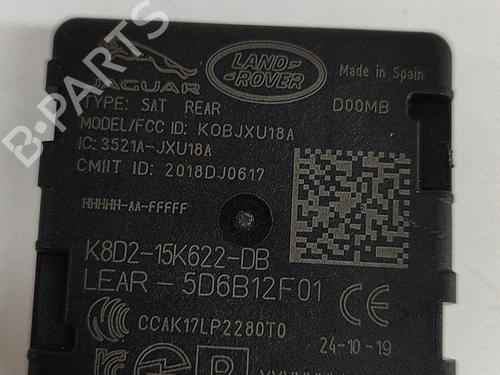 JAGUAR
LAND-
ROVER
Made in Spain
TYPE: SAT REAR
D00MB
MODEL/FCC ID: KOBJXU18A
IC: 3521A-JXU18A
CMIIT ID: 2018DJ0617
HHHHH-AA-FFFFF
K8D2-15K622-DB
LEAR - 5D6B12F01
CE
CCAK17LP2280T0
24-10-19
R
B-PARTS